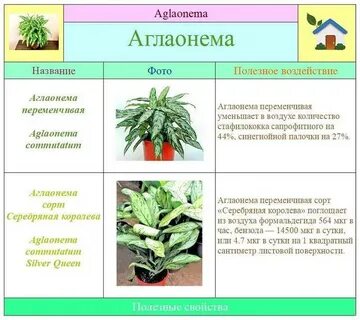 Aglaonema
Аглаонема
Название
Фото
Полезное воздействие
Аглаонема
переменчивая
Aglaonema
commutatum
Аглаонема переменчивая
уменьшает в воздухе количество
стафилококка сапрофитного на
44%, синегнойной палочки на 27%.
Аглаонема
сорт
Серебряная королева
Aglaonema
commutatum
Silver Queen
Аглаонема переменчивая сорт
«Серебряная королева» поглощает
из воздуха формальдегида 564 мкг в
час, бензола — 14500 мкг в сутки,
или 4.7 мкг в сутки на 1 квадратный
сантиметр листовой поверхности.
Полезные свойства